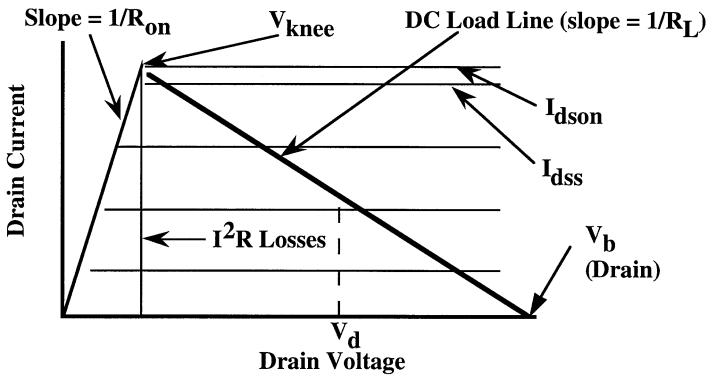 Slope = 1/Ron
Vknee
DC Load Line (slope = 1/RL)
Idson
Idss
Drain Current
I²R Losses
Vb
(Drain)
Vd
Drain Voltage